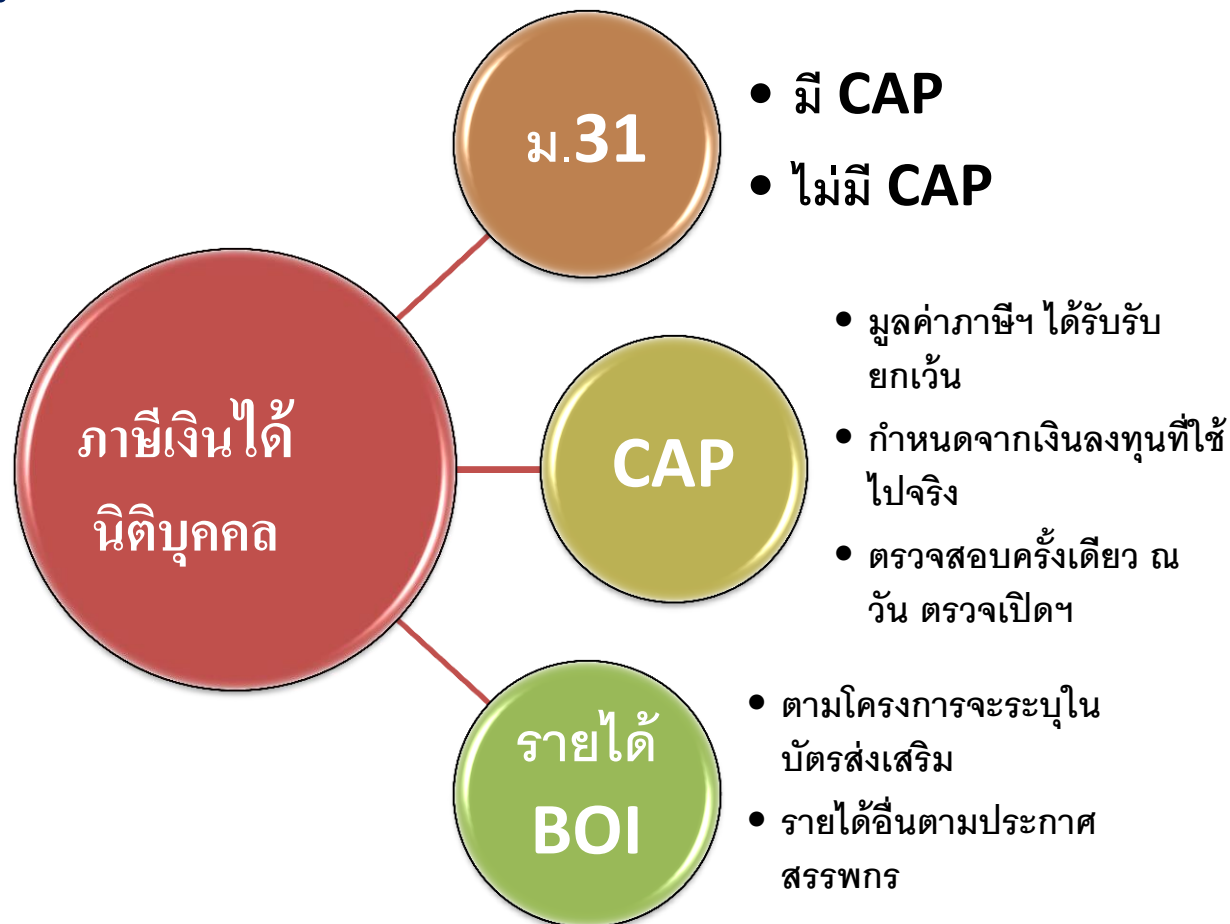 ม.31
• มี CAP
• ไม่มี CAP
ภาษีเงินได้
นิติบุคคล
CAP
• มูลค่าภาษีฯ ได้รับรับ
ยกเว้น
• กำหนดจากเงินลงทุนที่ใช้
ไปจริง
• ตรวจสอบครั้งเดียว ณ
วัน ตรวจเปิดฯ
รายได้
BOI
• ตามโครงการจะระบุใน
บัตรส่งเสริม
• รายได้อื่นตามประกาศ
สรรพกร